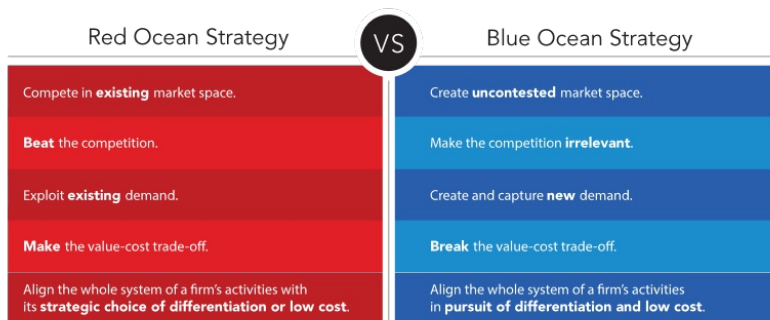 Red Ocean Strategy
VS
Blue Ocean Strategy
Compete in existing market space.
Create uncontested market space.
Beat the competition.
Make the competition irrelevant.
Exploit existing demand.
Create and capture new demand.
Make the value-cost trade-off.
Break the value-cost trade-off.
Align the whole system of a firm's activities with
its strategic choice of differentiation or low cost.
Align the whole system of a firm's activities
in pursuit of differentiation and low cost.